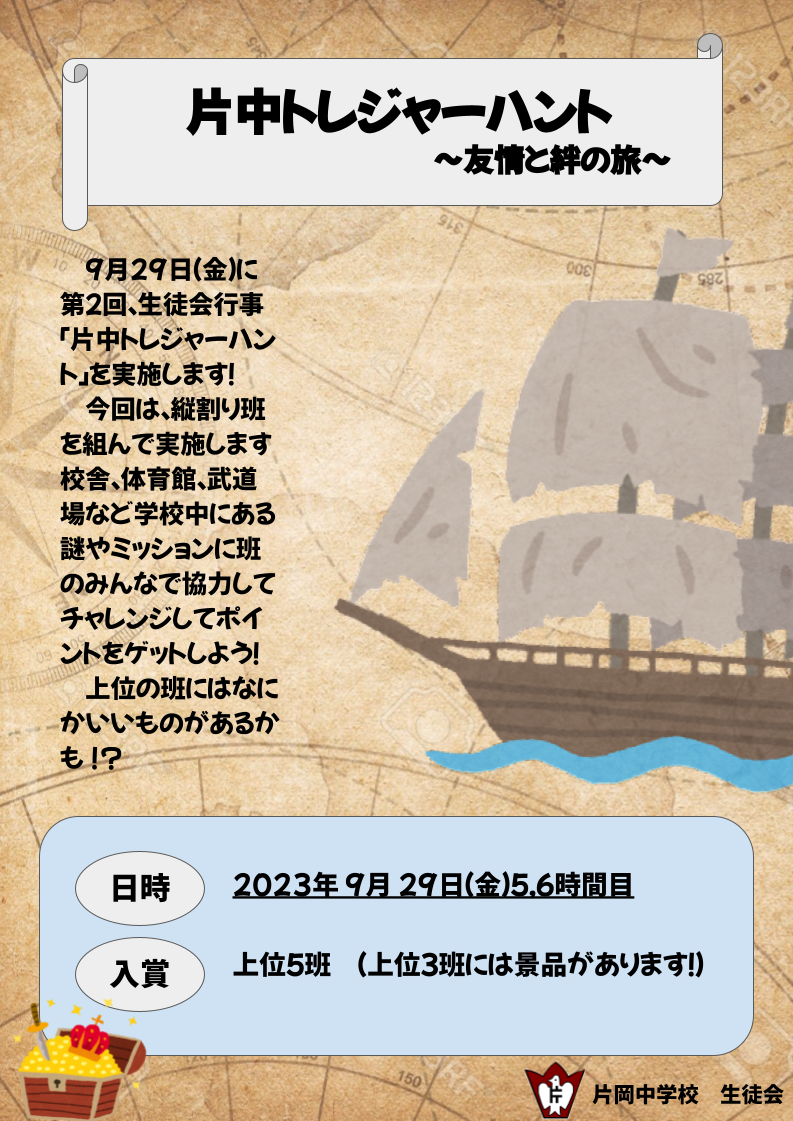 片中トレジャーハント
～友情と絆の旅～
9月29日(金)に
第2回、生徒会行事
「片中トレジャーハン
ト」を実施します!
今回は、縦割り班
を組んで実施します
校舎、体育館、武道
場など学校中にある
謎やミッションに班
のみんなで協力して
チャレンジしてポイ
ントをゲットしよう!
上位の班にはなに
かいいものがあるか
も!?
日時
2023年 9月 29日(金)5,6時間目
入賞
上位5班 (上位3班には景品があります!)
片
片岡中学校 生徒会
345
315
300
285
W
10
20
60
150